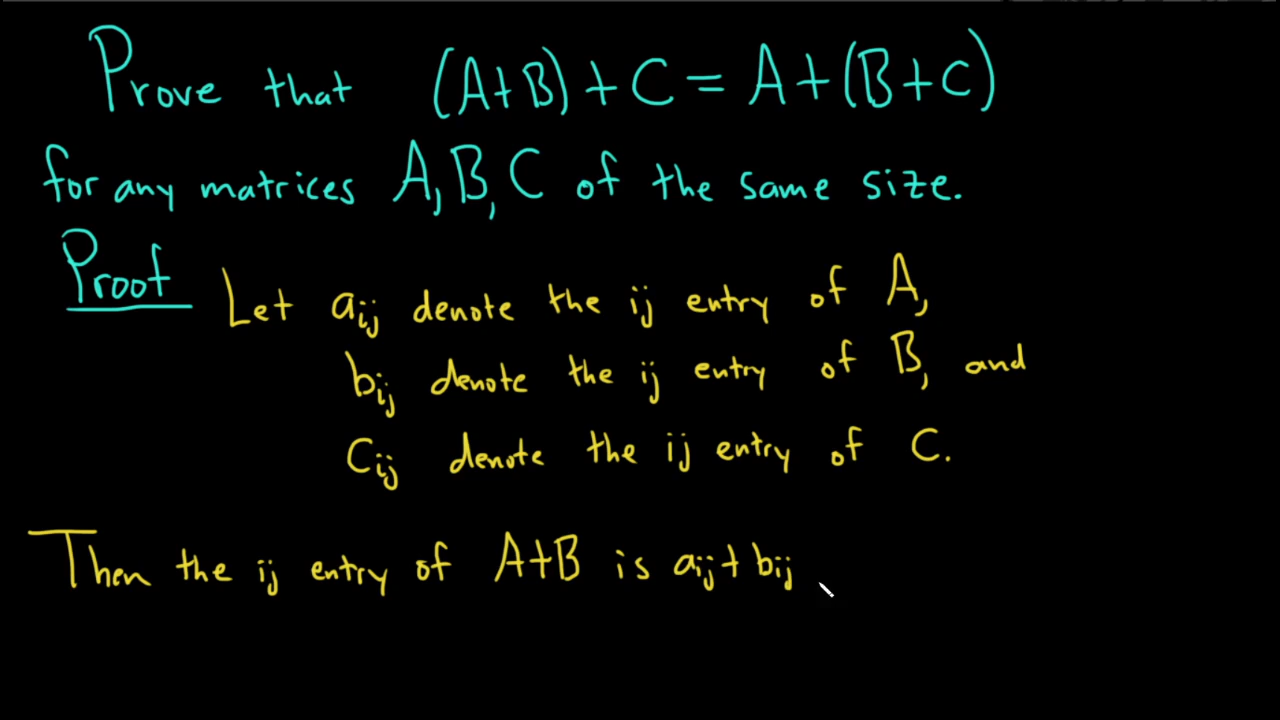 Prove that (A+B)+C=A+(B+C)
for any matrices A, B, C of the same size.
Proof Let aij denote the ij entry of A,
bij denote the ij entry of B, and
Cij denote the ij entry of C.
Then the ij entry of A+B is aij+bij